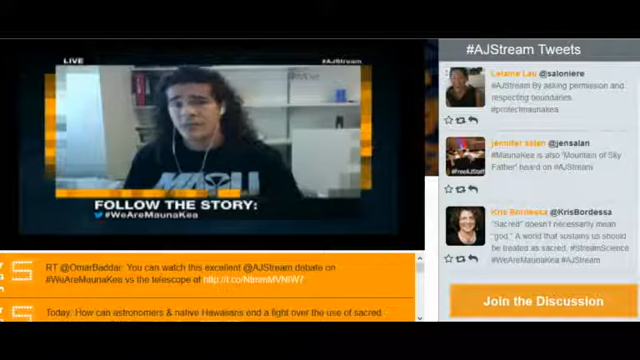 LIVE
#AJStream
MAUI
FOLLOW THE STORY:
#WeAreMaunaKea
RT @OmarBaddar: You can watch this excellent @AJStream debate on
#WeAreMaunaKea vs the telescope at
Today: How can astronomers & native Hawaiians end a fight over the use of sacred
#AJStream Tweets
@saloniere
#AJStream By asking permission and
respecting boundaries.
#protectmaunakea
jennifer salan @jensalan
#MaunaKea is also "Mountain of Sky
Father" heard on #AJStream
#FreeAJStaff
Kris Bordessa @KrisBordessa
"Sacred" doesn't necessarily mean
"god." A world that sustains us should
be treated as sacred. #StreamScience
#WeAreMaunaKea #AJStream
Join the Discussion